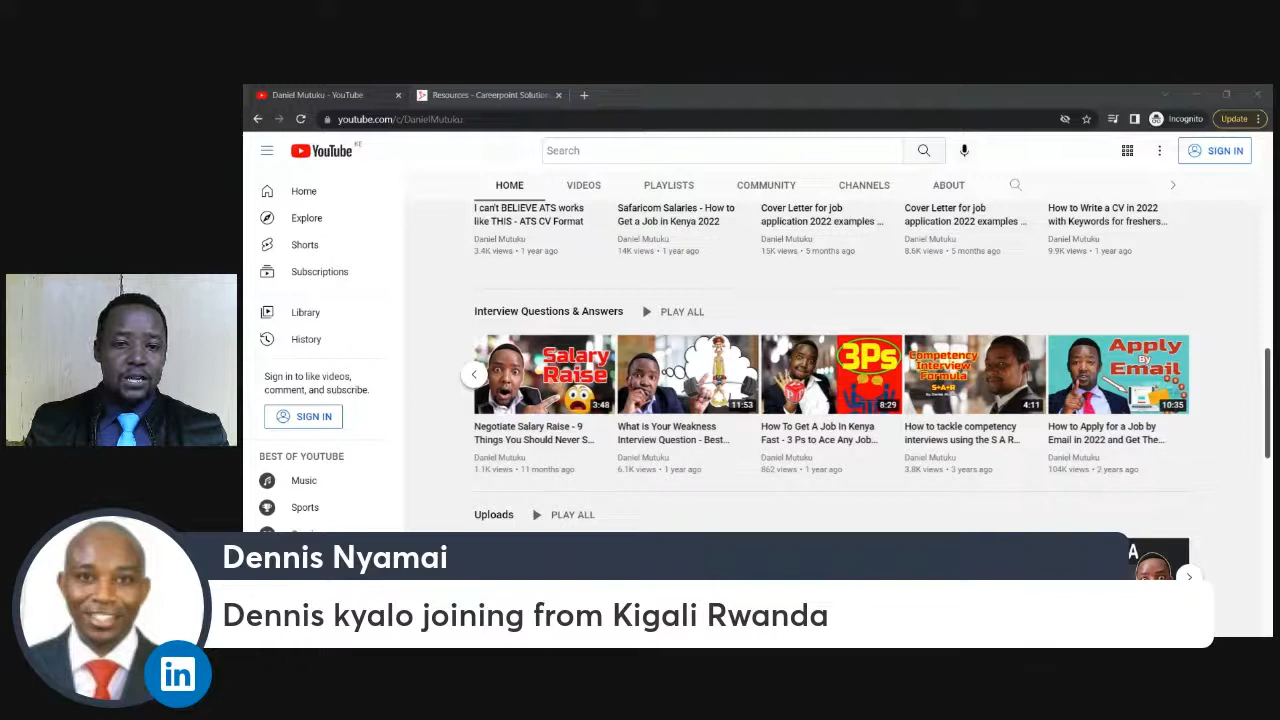 Daniel Mutuku - YouTube
Resources - Careerpoint Solution
youtube.com/c/DanielMutuku
Incognito
Update
YouTube KE
Search
SIGN IN
HOME VIDEOS PLAYLISTS COMMUNITY CHANNELS ABOUT
Home
Explore
Shorts
Subscriptions
Library
History
Sign in to like videos,
comment, and subscribe.
SIGN IN
BEST OF YOUTUBE
Music
Sports
I can't BELIEVE ATS works
like THIS - ATS CV Format
Daniel Mutuku
3.4K views • 1 year ago
Safaricom Salaries - How to
Get a Job in Kenya 2022
Daniel Mutuku
14K views • 1 year ago
Cover Letter for job
application 2022 examples ...
Daniel Mutuku
15K views • 5 months ago
Cover Letter for job
application 2022 examples ...
Daniel Mutuku
8.6K views • 5 months ago
How to Write a CV in 2022
with Keywords for freshers...
Daniel Mutuku
9.9K views • 1 year ago
Interview Questions & Answers PLAY ALL
Salary
Raise
3:48
Negotiate Salary Raise - 9
Things You Should Never S...
Daniel Mutuku
1.1K views • 11 months ago
11:53
What is Your Weakness
Interview Question - Best...
Daniel Mutuku
6.1K views • 1 year ago
3Ps
8:29
How To Get A Job In Kenya
Fast - 3 Ps to Ace Any Job...
Daniel Mutuku
862 views • 1 year ago
Competency
Interview
Formula
S+A+R
By Daniel Mutuku
4:11
How to tackle competency
interviews using the S A R...
Daniel Mutuku
3.8K views • 3 years ago
Apply
By
Email
10:35
How to Apply for a Job by
Email in 2022 and Get The...
Daniel Mutuku
104K views • 2 years ago
Uploads PLAY ALL
A
Dennis Nyamai
Dennis kyalo joining from Kigali Rwanda
in